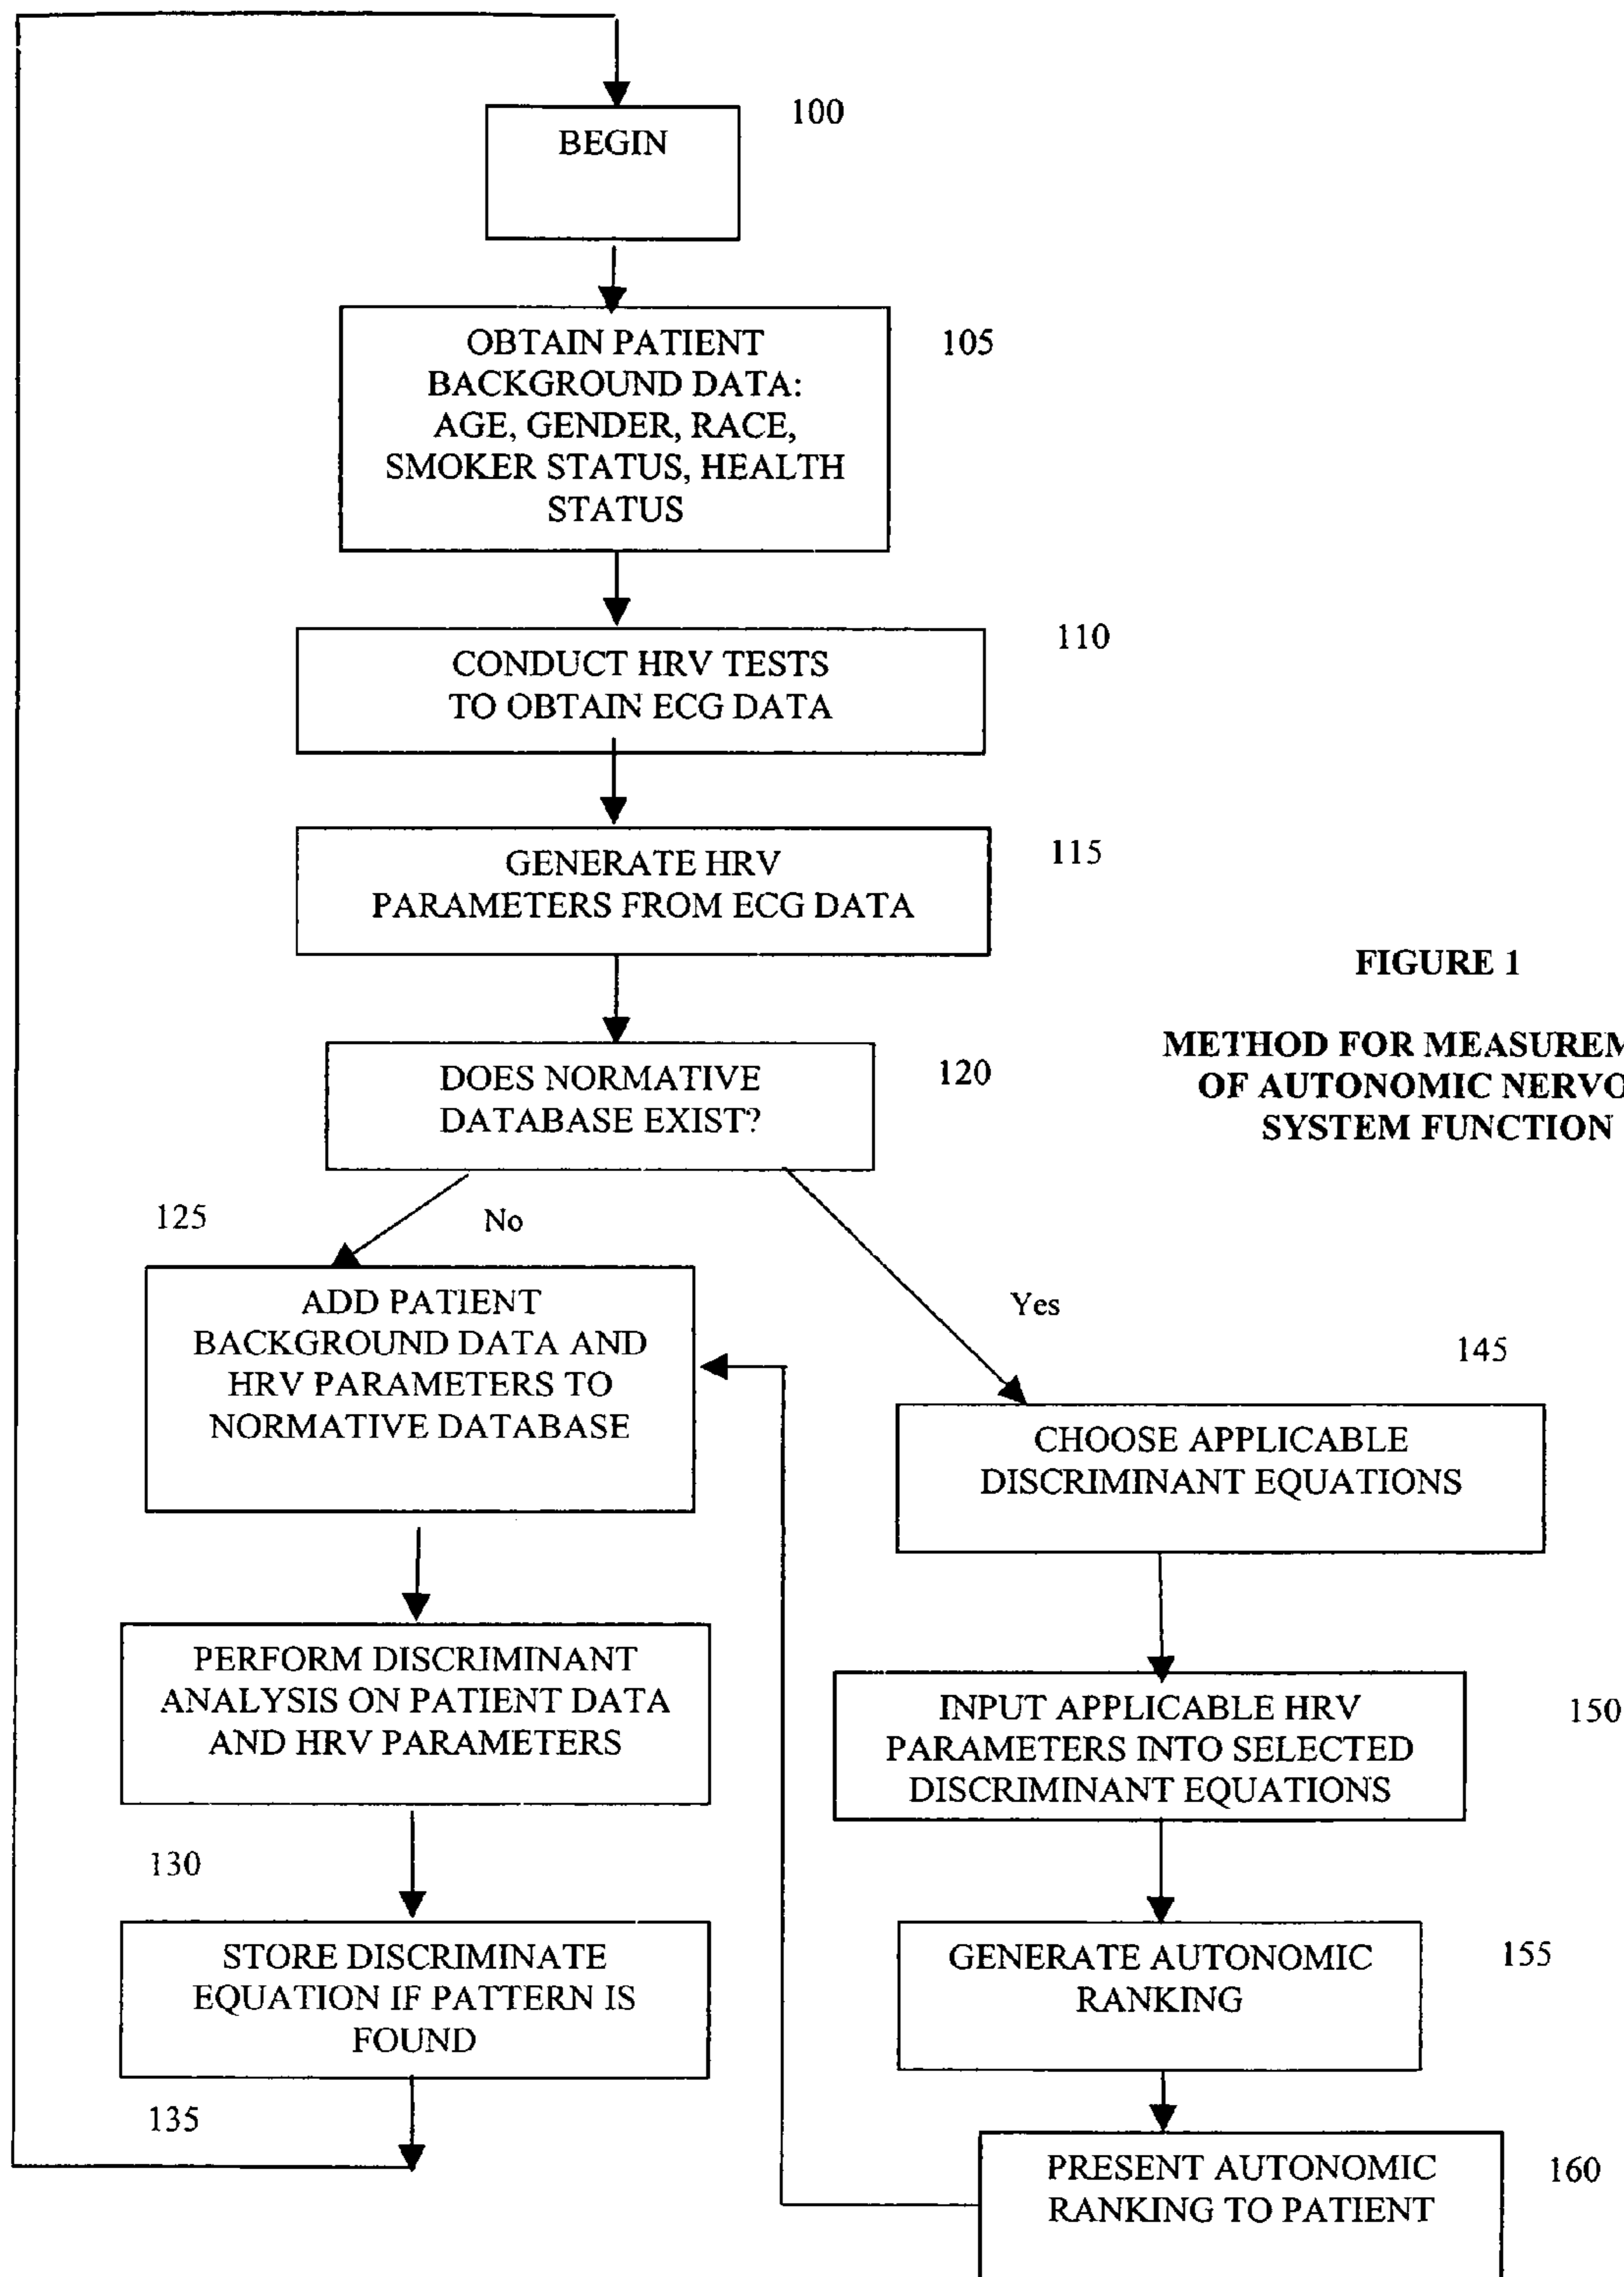 100
BEGIN
OBTAIN PATIENT
BACKGROUND DATA:
AGE, GENDER, RACE,
SMOKER STATUS, HEALTH
STATUS
105
CONDUCT HRV TESTS
TO OBTAIN ECG DATA
110
GENERATE HRV
PARAMETERS FROM ECG DATA
115
FIGURE 1
METHOD FOR MEASUREM
OF AUTONOMIC NERVO
SYSTEM FUNCTION
DOES NORMATIVE
DATABASE EXIST?
120
125
No
Yes
ADD PATIENT
BACKGROUND DATA AND
HRV PARAMETERS TO
NORMATIVE DATABASE
145
CHOOSE APPLICABLE
DISCRIMINANT EQUATIONS
PERFORM DISCRIMINANT
ANALYSIS ON PATIENT DATA
AND HRV PARAMETERS
INPUT APPLICABLE HRV
PARAMETERS INTO SELECTED
DISCRIMINANT EQUATIONS
150
130
STORE DISCRIMINATE
EQUATION IF PATTERN IS
FOUND
GENERATE AUTONOMIC
RANKING
155
135
PRESENT AUTONOMIC
RANKING TO PATIENT
160